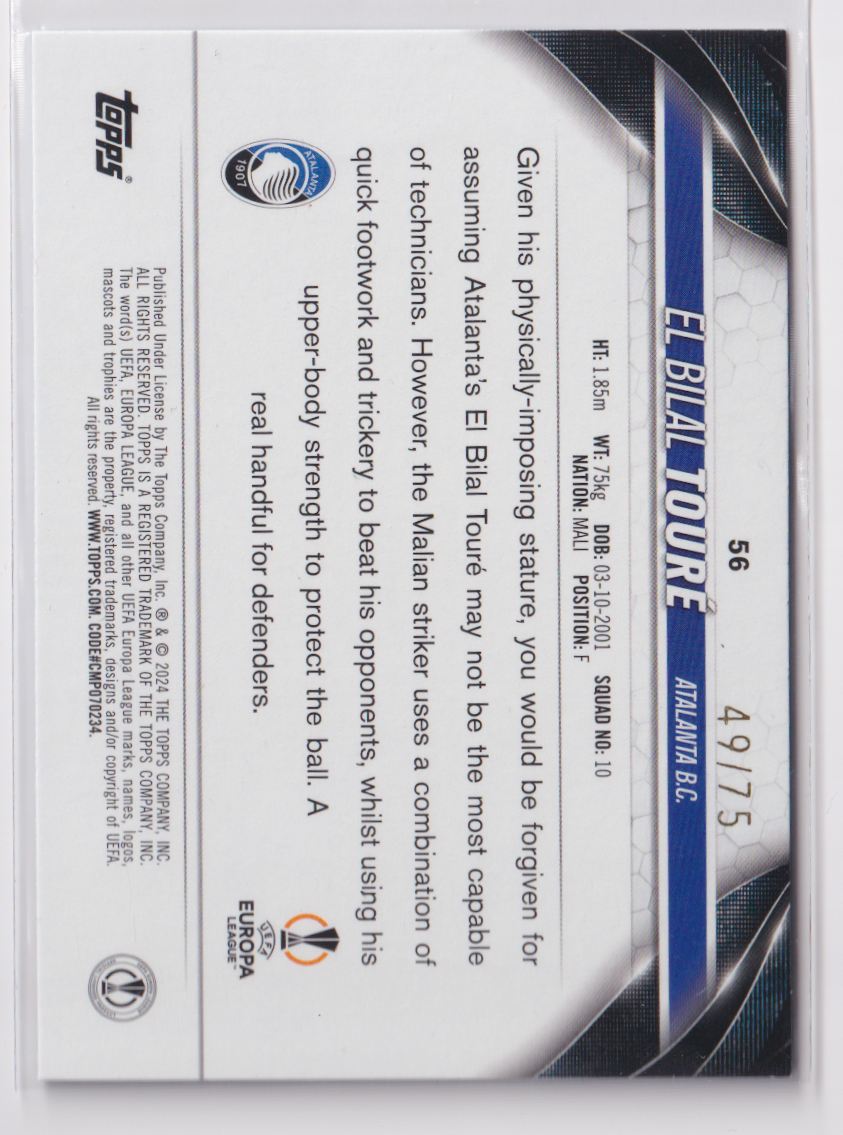 56
49/75
EL BILAL TOURÉ ATALANTA B.C.
HT: 1.85m WT: 75kg DOB: 03-10-2001 SQUAD NO: 10
NATION: MALI POSITION: F
Given his physically-imposing stature, you would be forgiven for
assuming Atalanta's El Bilal Touré may not be the most capable
of technicians. However, the Malian striker uses a combination of
quick footwork and trickery to beat his opponents, whilst using his
upper-body strength to protect the ball. A
real handful for defenders.
ATALANTA
1907
UEFA
EUROPA
LEAGUE™
topps®
Published Under License by The Topps Company, Inc. ® & © 2024 THE TOPPS COMPANY, INC.
ALL RIGHTS RESERVED. TOPPS IS A REGISTERED TRADEMARK OF THE TOPPS COMPANY, INC.
The word(s) UEFA, EUROPA LEAGUE, and all other UEFA Europa League marks, names, logos,
mascots and trophies are the property, registered trademarks, designs and/or copyright of UEFA.
All rights reserved. WWW.TOPPS.COM. CODE#CMP070234.